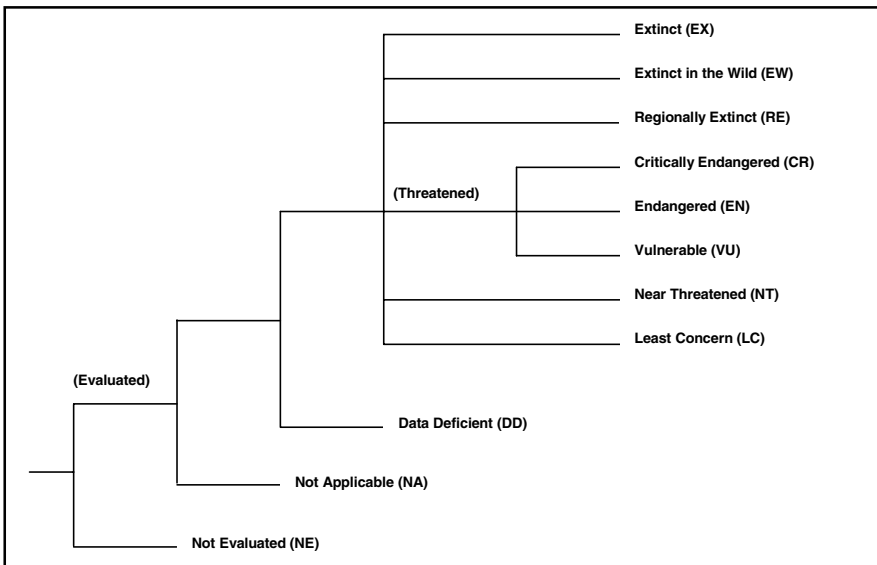 Extinct (EX)
Extinct in the Wild (EW)
Regionally Extinct (RE)
Critically Endangered (CR)
(Threatened)
Endangered (EN)
Vulnerable (VU)
Near Threatened (NT)
Least Concern (LC)
(Evaluated)
Data Deficient (DD)
Not Applicable (NA)
Not Evaluated (NE)